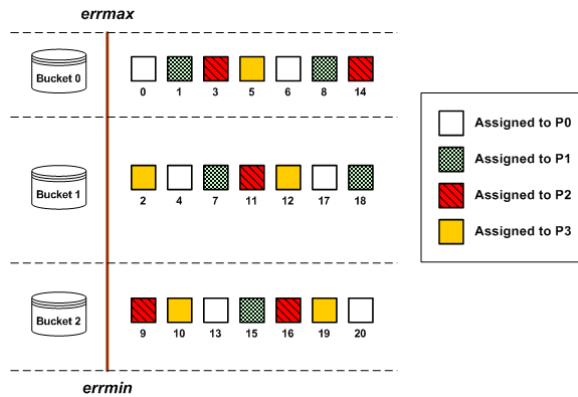 errmax
Bucket 0
0 1 3 5 6 8 14
Assigned to P0
Assigned to P1
Bucket 1
2 4 7 11 12 17 18
Assigned to P2
Assigned to P3
Bucket 2
9 10 13 15 16 19 20
errmin